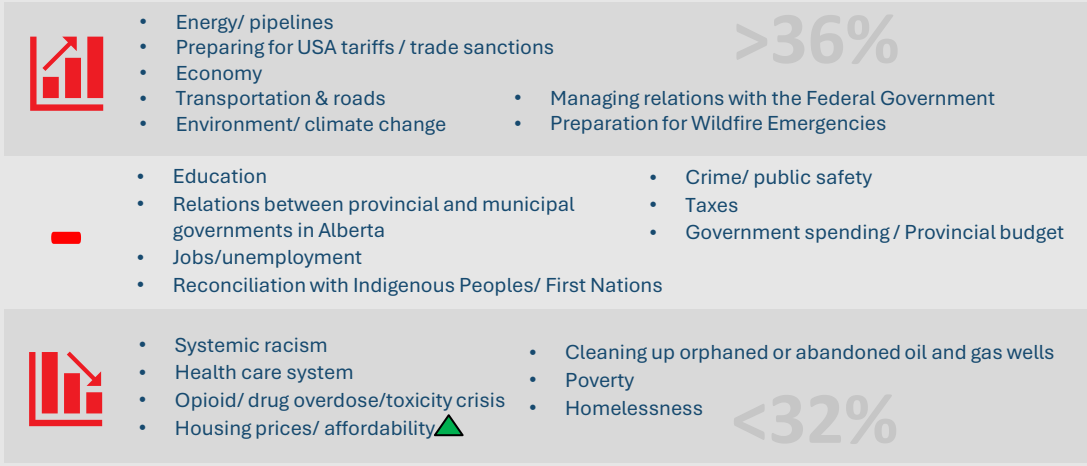 • Energy/ pipelines
• Preparing for USA tariffs / trade sanctions
• Economy
• Transportation & roads
• Environment/ climate change
>36%
• Managing relations with the Federal Government
• Preparation for Wildfire Emergencies
• Education
• Relations between provincial and municipal
governments in Alberta
• Jobs/unemployment
• Reconciliation with Indigenous Peoples/ First Nations
• Crime/ public safety
• Taxes
• Government spending / Provincial budget
• Systemic racism
• Health care system
• Opioid/ drug overdose/toxicity crisis
• Housing prices/ affordability
• Cleaning up orphaned or abandoned oil and gas wells
• Poverty
• Homelessness
<32%